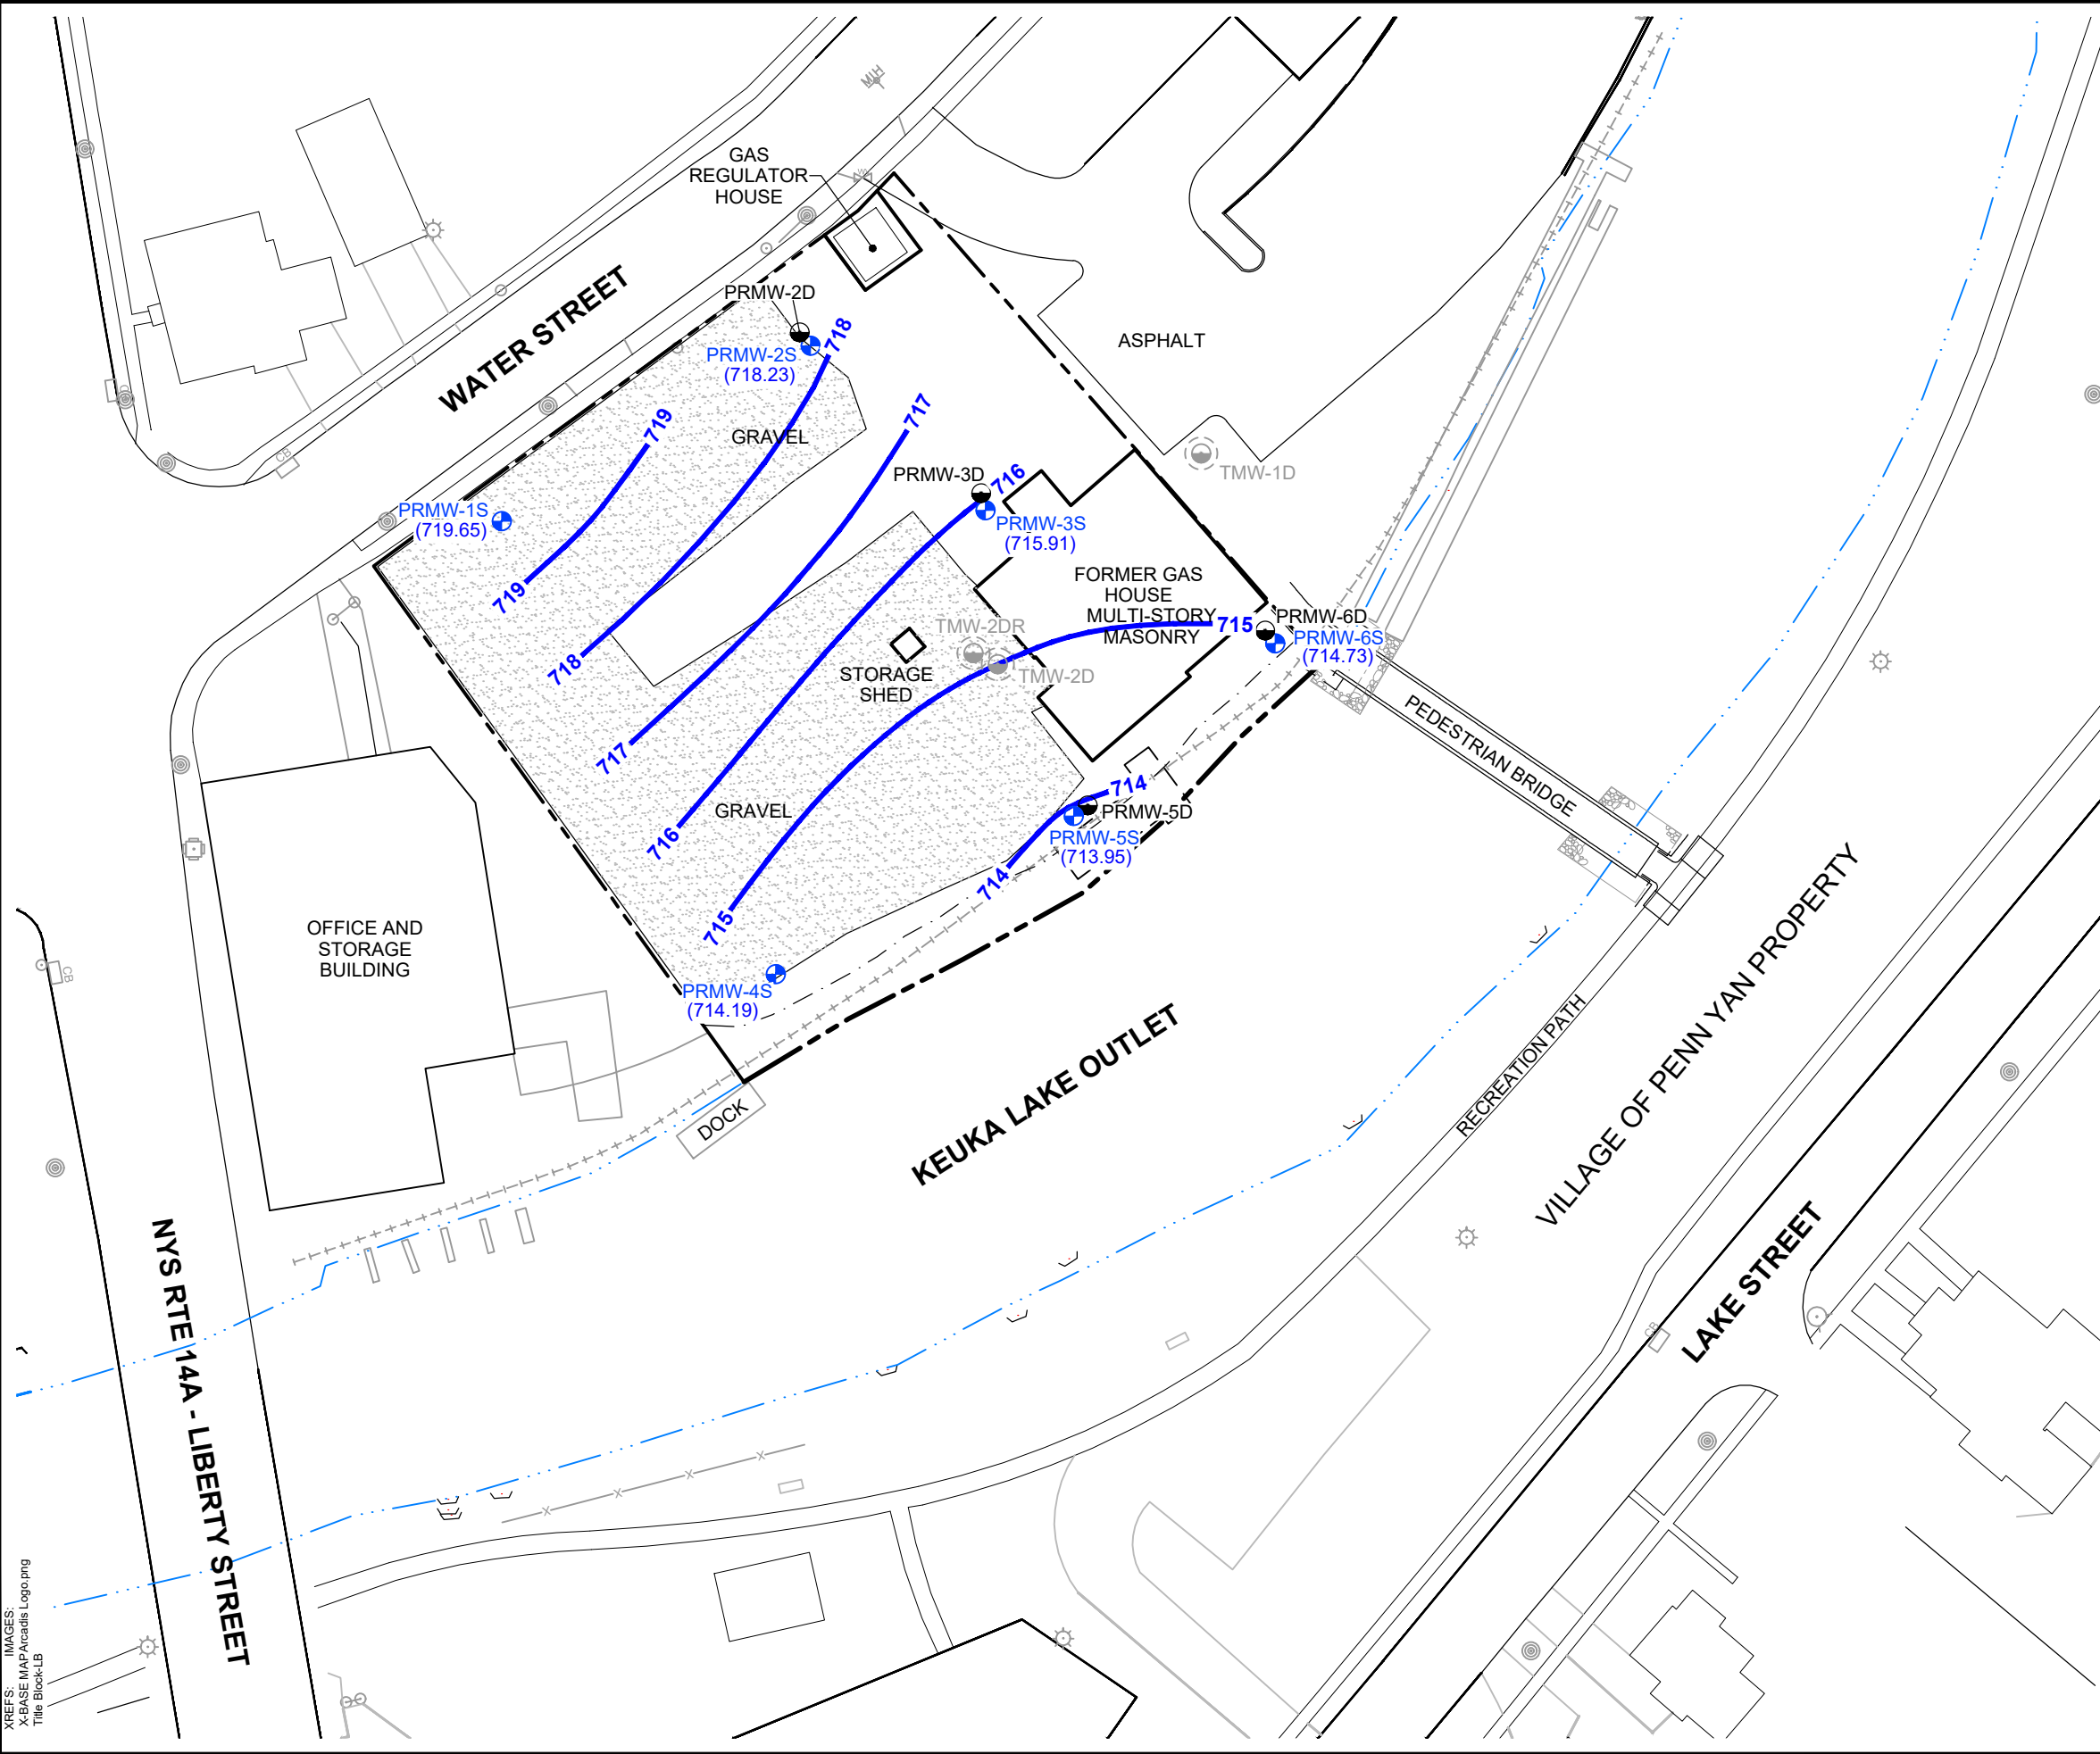 MH
GAS
REGULATOR
HOUSE
WV
PRMW-2D
718
PRMW-2S
(718.23)
WATER STREET
ASPHALT
CB
719
GRAVEL
717
CB
PRMW-3D
716
TMW-1D
PRMW-1S
(719.65)
PRMW-3S
(715.91)
719
FORMER GAS
HOUSE
MULTI-STORY
MASONRY
715
PRMW-6D
PRMW-6S
(714.73)
TMW-2DR
TMW-2D
718
STORAGE
SHED
717
PEDESTRIAN BRIDGE
714
GRAVEL
PRMW-5D
716
PRMW-5S
(713.95)
714
715
OFFICE AND
STORAGE
BUILDING
CB
PRMW-4S
(714.19)
DOCK
KEUKA LAKE OUTLET
RECREATION PATH
VILLAGE OF PENN YAN PROPERTY
NYS RTE 14A - LIBERTY STREET
LAKE STREET
CB
XREFS: IMAGES:
X-BASE MAPArcadis Logo.png
Title Block-LB